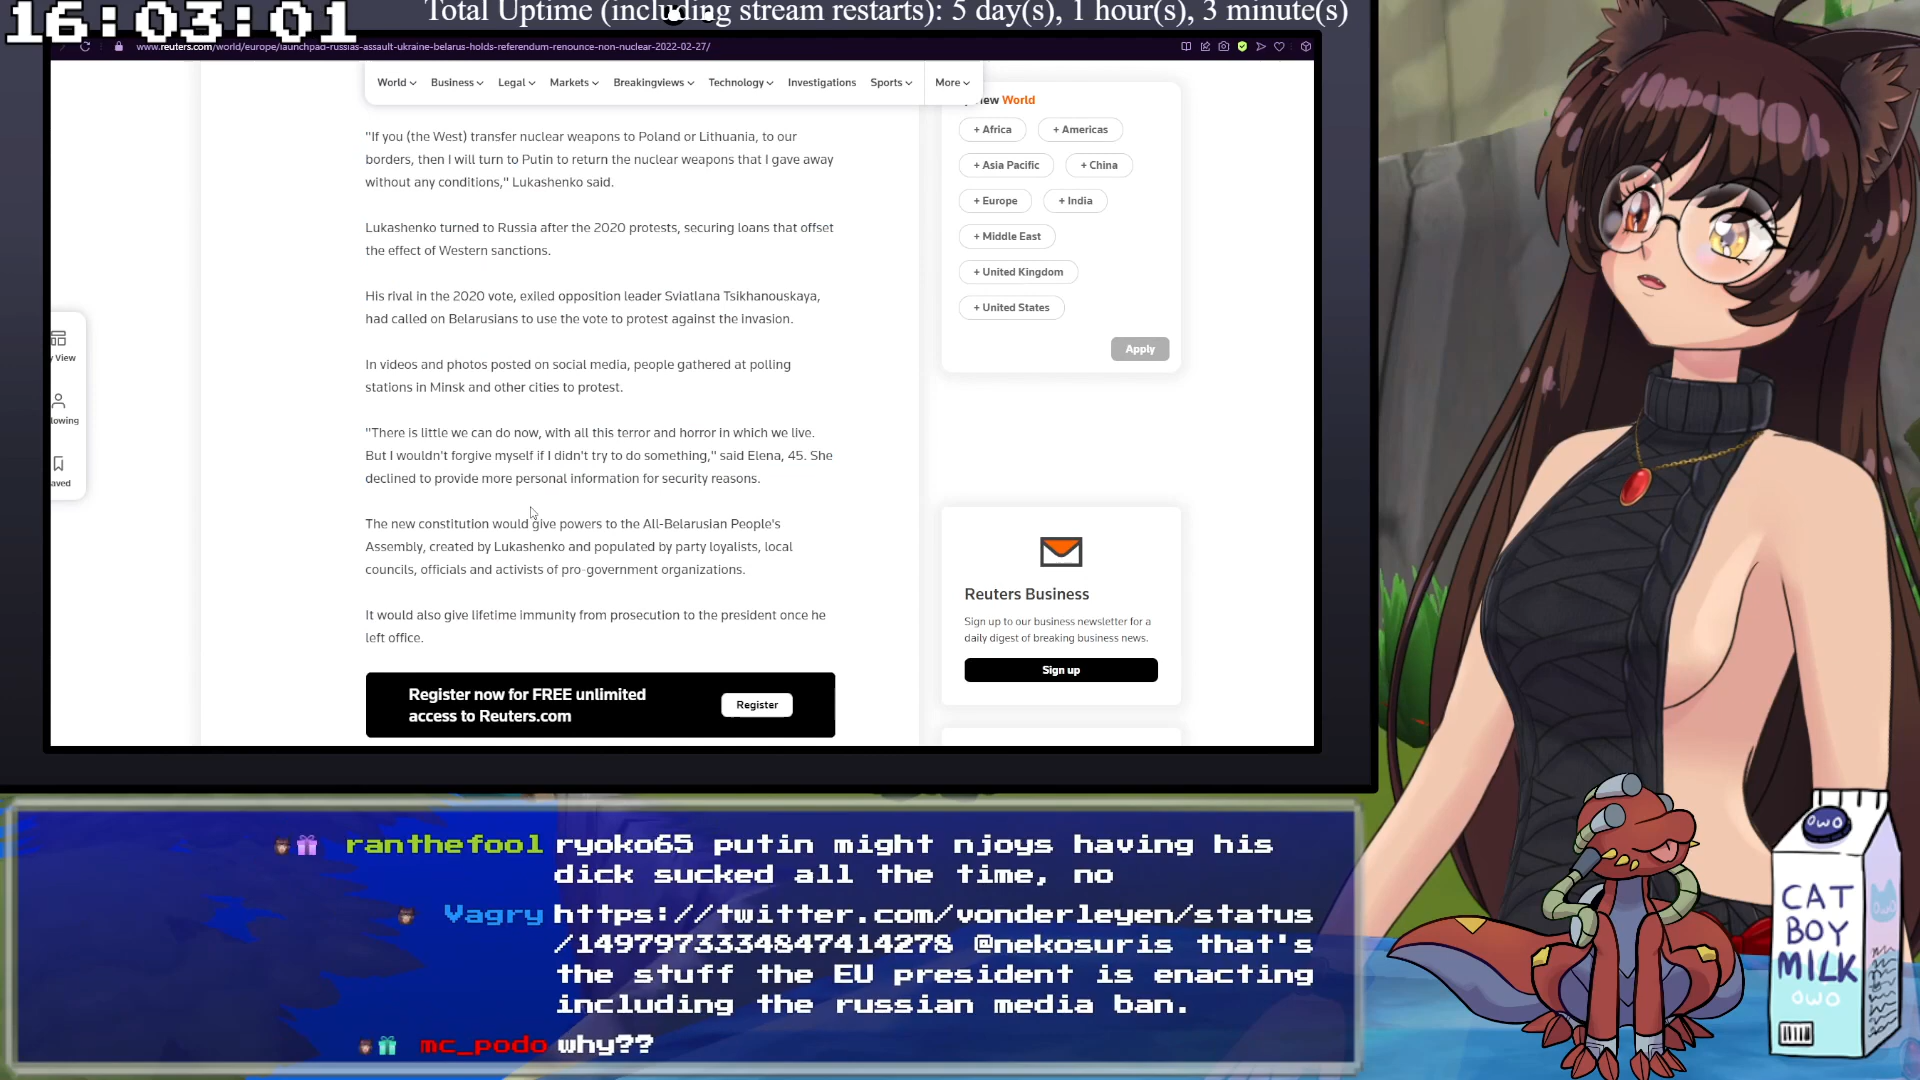 16:03:01
Total Uptime (including stream restarts): 5 day(s), 1 hour(s), 3 minute(s)
www.reuters.com/world/europe/launchpad-russias-assault-ukraine-belarus-holds-referendum-renounce-non-nuclear-2022-02-27/
World Business Legal Markets Breakingviews Technology Investigations Sports More
"If you (the West) transfer nuclear weapons to Poland or Lithuania, to our
borders, then I will turn to Putin to return the nuclear weapons that I gave away
without any conditions," Lukashenko said.
Lukashenko turned to Russia after the 2020 protests, securing loans that offset
the effect of Western sanctions.
His rival in the 2020 vote, exiled opposition leader Sviatlana Tsikhanouskaya,
had called on Belarusians to use the vote to protest against the invasion.
In videos and photos posted on social media, people gathered at polling
stations in Minsk and other cities to protest.
"There is little we can do now, with all this terror and horror in which we live.
But I wouldn't forgive myself if I didn't try to do something," said Elena, 45. She
declined to provide more personal information for security reasons.
The new constitution would give powers to the All-Belarusian People's
Assembly, created by Lukashenko and populated by party loyalists, local
councils, officials and activists of pro-government organizations.
It would also give lifetime immunity from prosecution to the president once he
left office.
Register now for FREE unlimited
access to Reuters.com
Register
y View
lowing
aved
iew World
+ Africa
+ Americas
+ Asia Pacific
+ China
+ Europe
+ India
+ Middle East
+ United Kingdom
+ United States
Apply
Reuters Business
Sign up to our business newsletter for a
daily digest of breaking business news.
Sign up
ranthefool ryoko65 putin might njoys having his
dick sucked all the time, no
Vagry https://twitter.com/vonderleyen/status
/1497973334847414278 @nekosuris that's
the stuff the EU president is enacting
including the russian media ban.
mc_podo why??
OWO
CAT
BOY
MILK
OWO